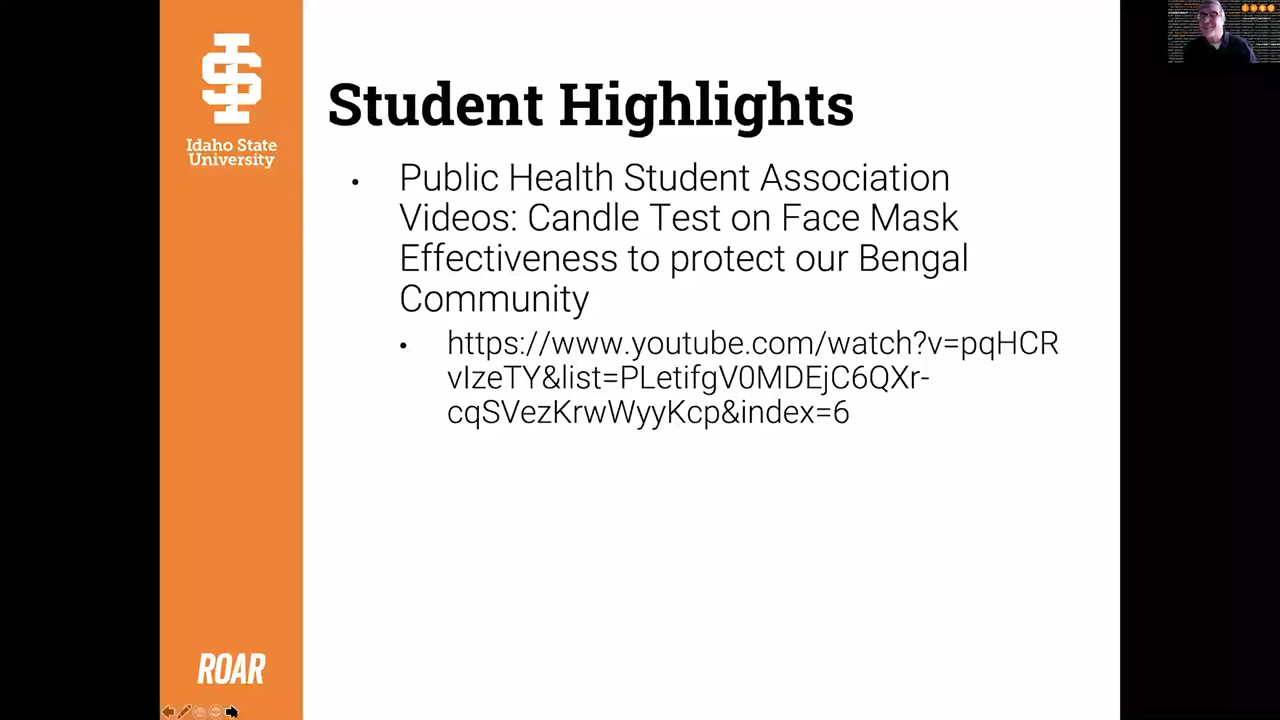 Idaho State
University
Student Highlights
Public Health Student Association
Videos: Candle Test on Face Mask
Effectiveness to protect our Bengal
Community
https://www.youtube.com/watch?v=pqHCR
vIzeTY&list=PLetifgV0MDEjC6QXr-
cqSVezKrwWyyKcp&index=6
ROAR